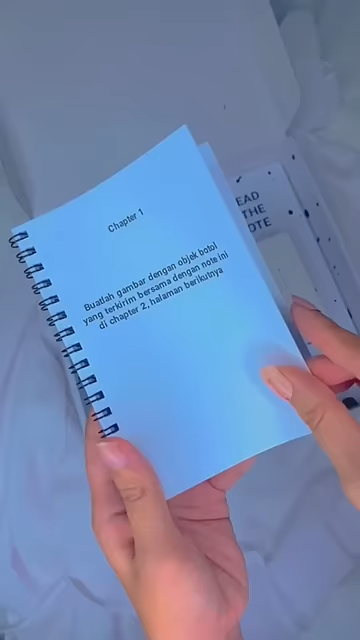 Chapter 1
Buatlah gambar dengan objek botol
yang terkirim bersama dengan note ini
di chapter 2, halaman berikutnya
EAD
THE
OTE